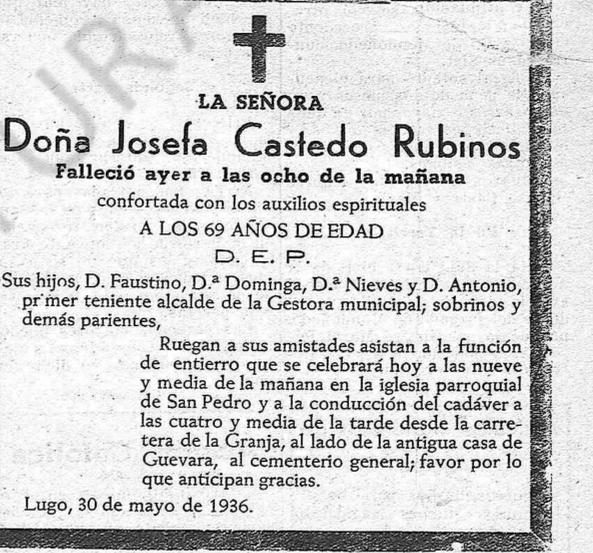 LA SEÑORA
Doña Josefa Castedo Rubinos
Falleció ayer a las ocho de la mañana
confortada con los auxilios espirituales
A LOS 69 AÑOS DE EDAD
D. E. P.
Sus hijos, D. Faustino, D.ª Dominga, D.ª Nieves y D. Antonio,
primer teniente alcalde de la Gestora municipal; sobrinos y
demás parientes,
Ruegan a sus amistades asistan a la función
de entierro que se celebrará hoy a las nueve
y media de la mañana en la iglesia parroquial
de San Pedro y a la conducción del cadáver a
las cuatro y media de la tarde desde la carre-
tera de la Granja, al lado de la antigua casa de
Guevara, al cementerio general; favor por lo
que anticipan gracias.
Lugo, 30 de mayo de 1936.